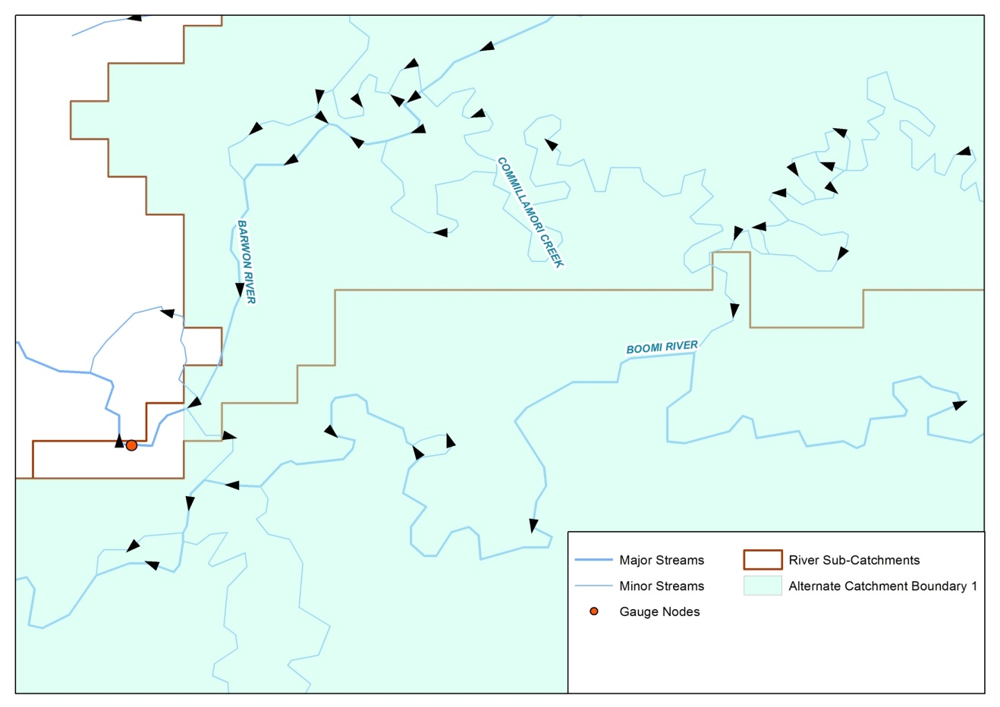 COMMILLAMORI CREEK
BARWON RIVER
BOOMI RIVER
Major Streams
River Sub-Catchments
Minor Streams
Alternate Catchment Boundary 1
Gauge Nodes